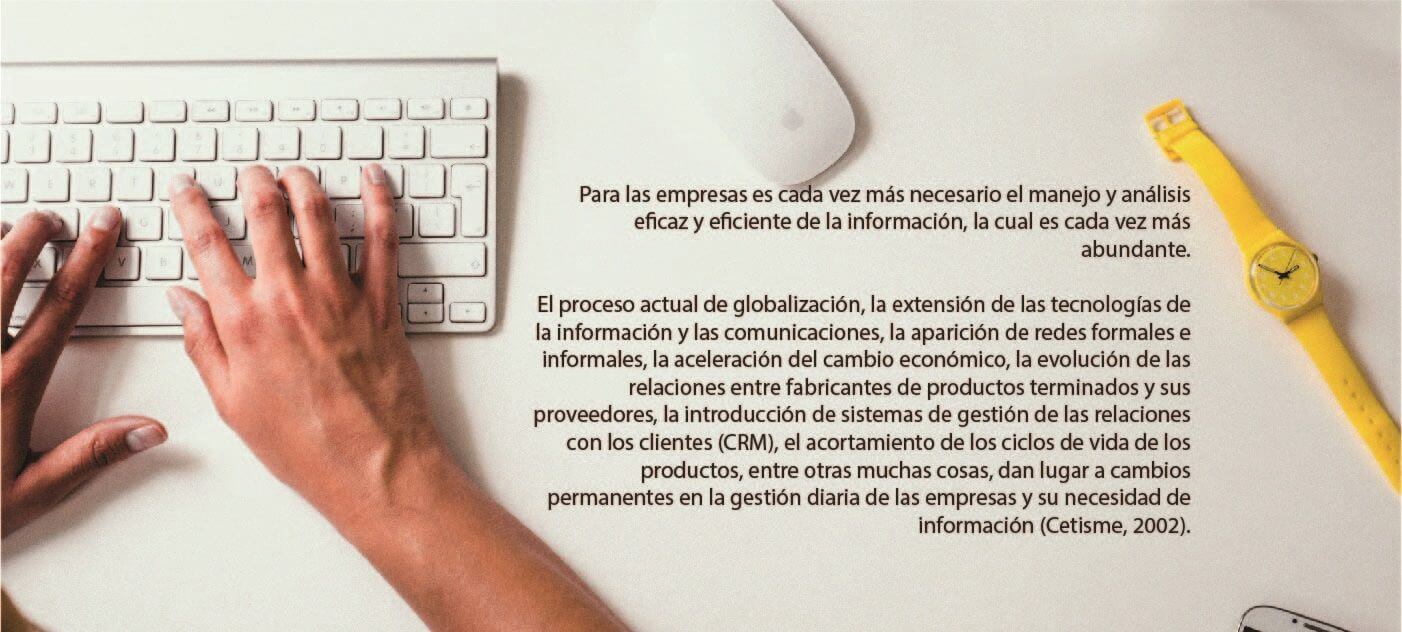 Para las empresas es cada vez más necesario el manejo y análisis
eficaz y eficiente de la información, la cual es cada vez más
abundante.
El proceso actual de globalización, la extensión de las tecnologías de
la información y las comunicaciones, la aparición de redes formales e
informales, la aceleración del cambio económico, la evolución de las
relaciones entre fabricantes de productos terminados y sus
proveedores, la introducción de sistemas de gestión de las relaciones
con los clientes (CRM), el acortamiento de los ciclos de vida de los
productos, entre otras muchas cosas, dan lugar a cambios
permanentes en la gestión diaria de las empresas y su necesidad de
información (Cetisme, 2002).